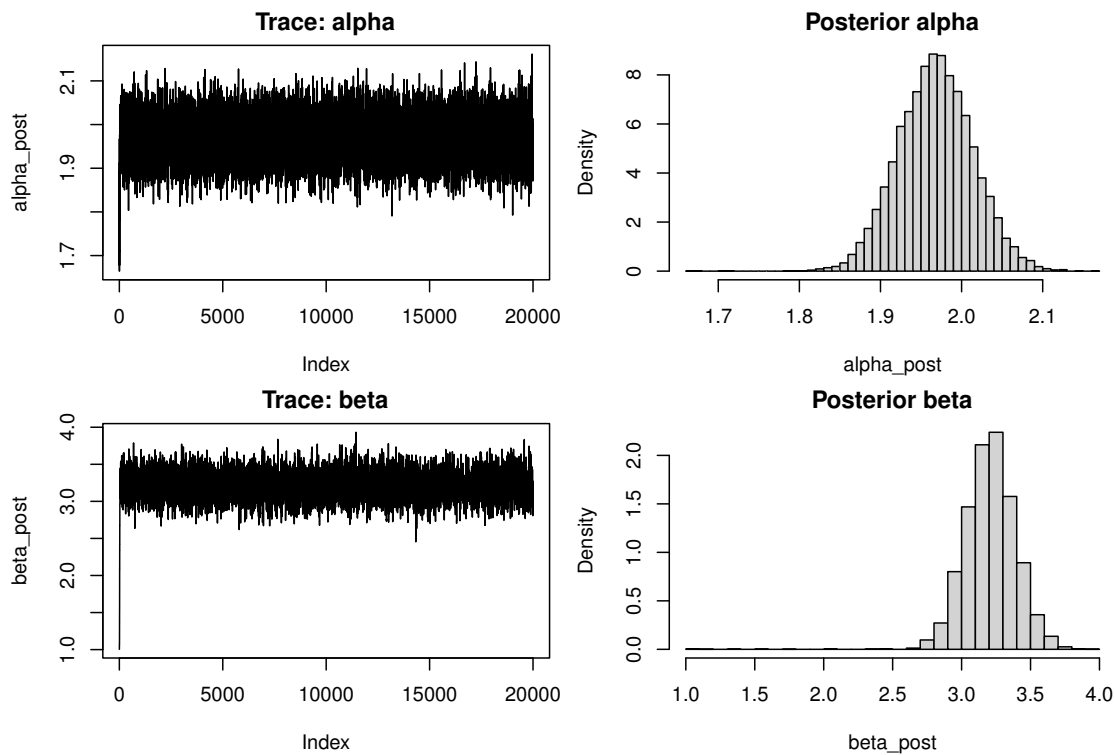 Trace: alpha
alpha_post
2.1
1.9
1.7
0 5000 10000 15000 20000
Index
Posterior alpha
Density
8
6
4
2
0
1.7 1.8 1.9 2.0 2.1
alpha_post
Trace: beta
beta_post
4.0
3.0
2.0
1.0
0 5000 10000 15000 20000
Index
Posterior beta
Density
2.0
1.5
1.0
0.5
0.0
1.0 1.5 2.0 2.5 3.0 3.5 4.0
beta_post